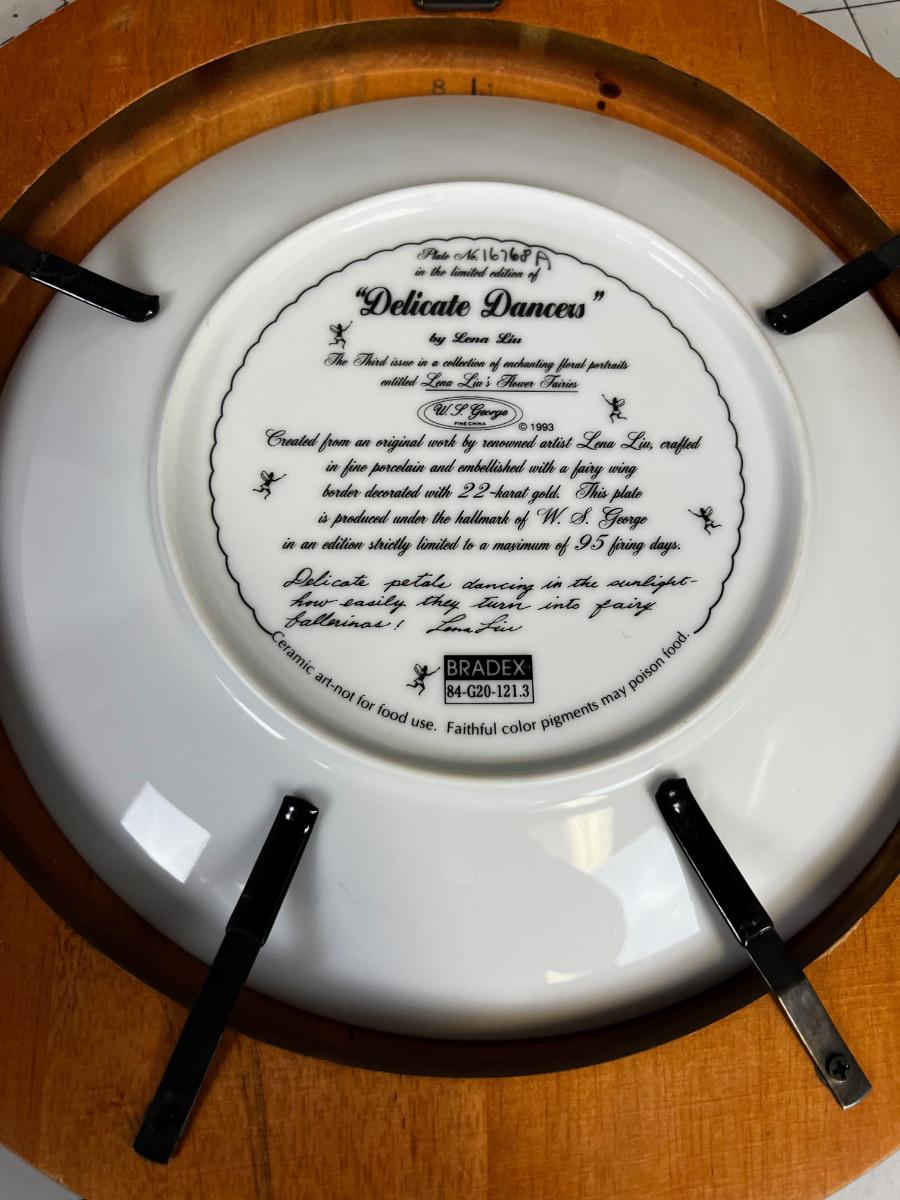 Plate No. 16768A
in the limited edition of
"Delicate Dancers"
by Lena Liu
The Third issue in a collection of enchanting floral portraits
entitled Lena Liu's Flower Fairies
W. S. George
FINE CHINA
© 1993
Created from an original work by renowned artist Lena Liu, crafted
in fine porcelain and embellished with a fairy wing
border decorated with 22-karat gold. This plate
is produced under the hallmark of W. S. George
in an edition strictly limited to a maximum of 95 firing days.
Delicate petals dancing in the sunlight-
how easily they turn into fairy
ballerinas! Lena Liu
BRADEX
84-G20-121.3
Ceramic art-not for food use. Faithful color pigments may poison food.